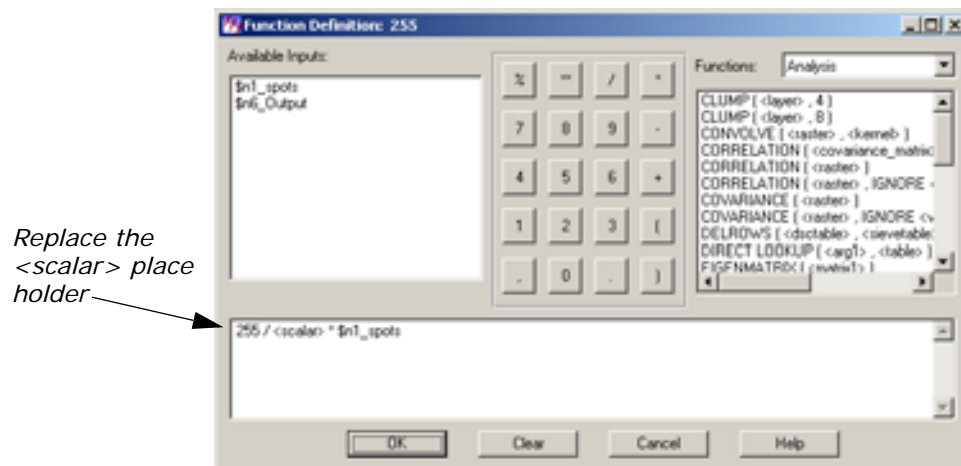 Function Definition: 255
Available Inputs:
$n1_spots
$n6_Output
% ** / *
7 8 9 -
4 5 6 +
1 2 3 (
, 0 . )
Functions: Analysis
CLUMP ( <layer> , 4 )
CLUMP ( <layer> , 8 )
CONVOLVE ( <raster> , <kernel> )
CORRELATION ( <covariance_matrix
CORRELATION ( <raster> )
CORRELATION ( <raster> , IGNORE <
COVARIANCE ( <raster> )
COVARIANCE ( <raster> , IGNORE <v
DELROWS ( <dsctable> , <sievetable
DIRECT LOOKUP ( <arg1> , <table> )
EIGENMATRIX ( <matrix1> )
Replace the
<scalar> place
holder
255 / <scalar> * $n1_spots
OK Clear Cancel Help